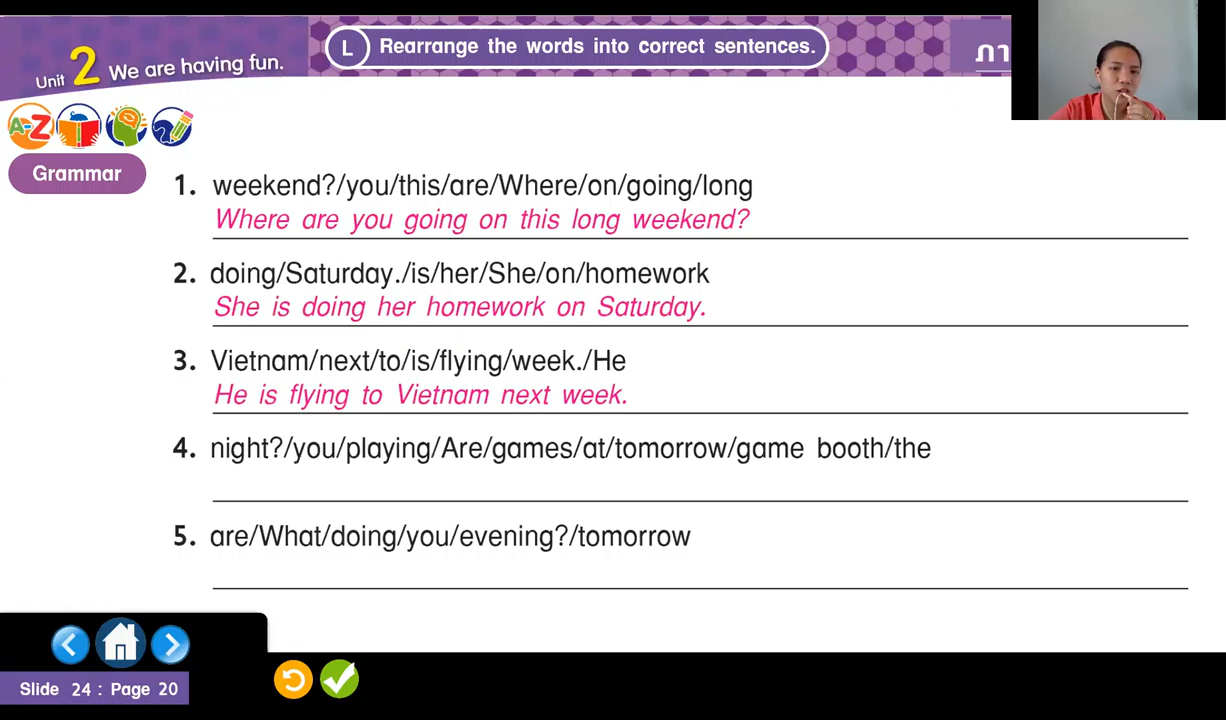 Unit 2 We are having fun.
L Rearrange the words into correct sentences.
ภา
A-Z
Grammar
1. weekend?/you/this/are/Where/on/going/long
Where are you going on this long weekend?
2. doing/Saturday./is/her/She/on/homework
She is doing her homework on Saturday.
3. Vietnam/next/to/is/flying/week./He
He is flying to Vietnam next week.
4. night?/you/playing/Are/games/at/tomorrow/game booth/the
5. are/What/doing/you/evening?/tomorrow
Slide 24 : Page 20